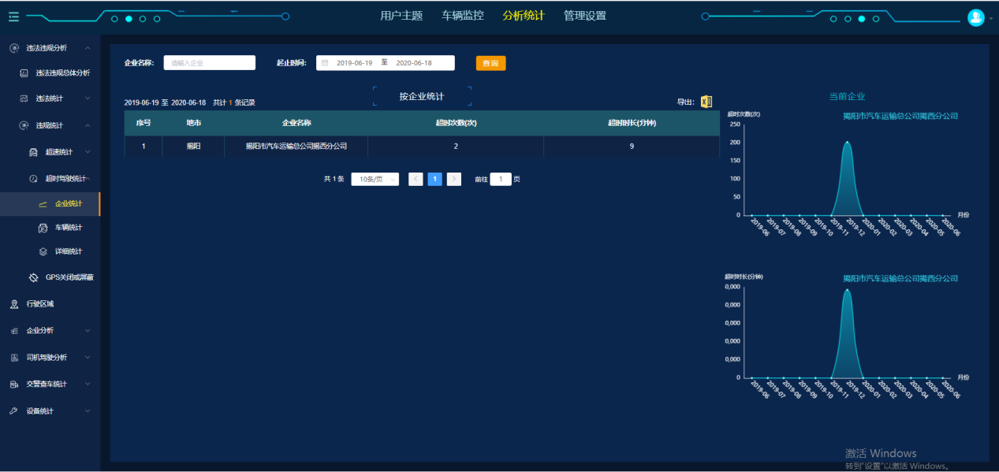 用户主题 车辆监控 分析统计 管理设置
违法违规分析
违法违规总体分析
违法统计
违规统计
超速统计
超时驾驶统计
企业统计
车辆统计
详细统计
GPS关闭或屏蔽
行驶区域
企业分析
司机驾驶分析
交警查车统计
设备统计
企业名称: 请输入企业 起止时间: 2019-06-19 至 2020-06-18 查询
按企业统计
2019-06-19 至 2020-06-18 共计 1 条记录 导出:
序号 地市 企业名称 超时次数(次) 超时时长(分钟)
1 揭阳 揭阳市汽车运输总公司揭西分公司 2 9
共 1 条 10条/页 1 前往 1 页
当前企业
超时次数(次) 揭阳市汽车运输总公司揭西分公司
250
200
150
100
50
0
月份
2019-06 2019-07 2019-08 2019-09 2019-10 2019-11 2019-12 2020-01 2020-02 2020-03 2020-04 2020-05 2020-06
超时时长(分钟) 揭阳市汽车运输总公司揭西分公司
0,000
0,000
0,000
0,000
0,000
0
月份
2019-06 2019-07 2019-08 2019-09 2019-10 2019-11 2019-12 2020-01 2020-02 2020-03 2020-04 2020-05 2020-06
激活 Windows
转到"设置"以激活 Windows。